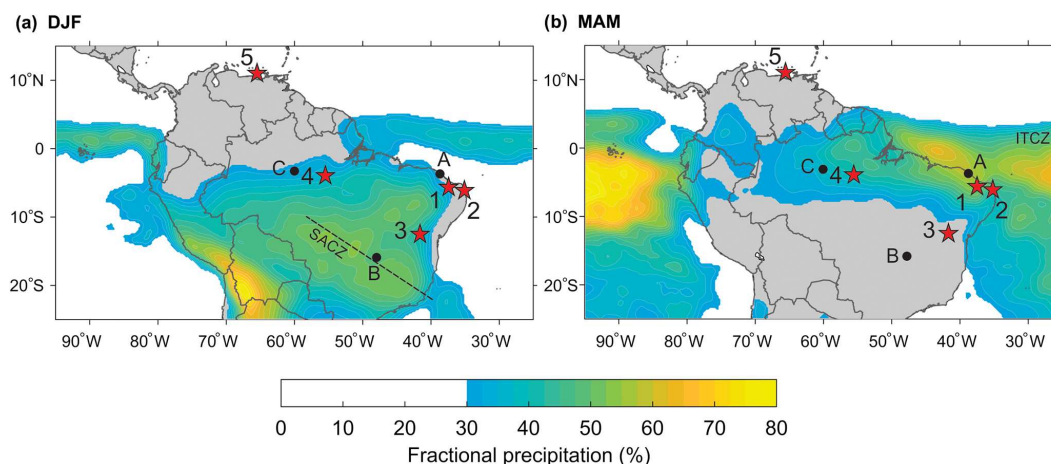 (a) DJF
(b) MAM
10°N
0
10°S
20°S
90°W 80°W 70°W 60°W 50°W 40°W 30°W
5
C
4
A
1
2
3
SACZ
B
10°N
0
10°S
20°S
90°W 80°W 70°W 60°W 50°W 40°W 30°W
5
ITCZ
C
4
A
1
2
3
B
0 10 20 30 40 50 60 70 80
Fractional precipitation (%)